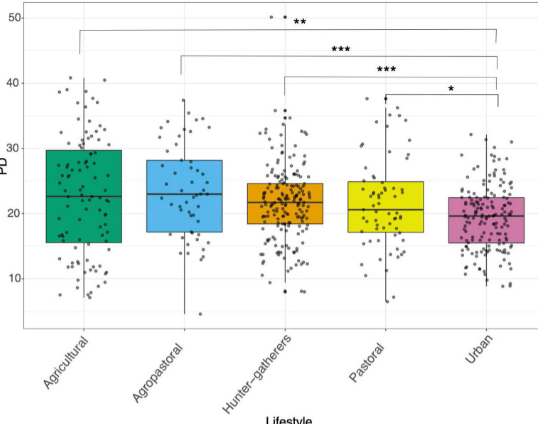 PD
50
40
30
20
10
**
***
***
*
Agricultural
Agropastoral
Hunter-gatherers
Pastoral
Urban
Lifestyle